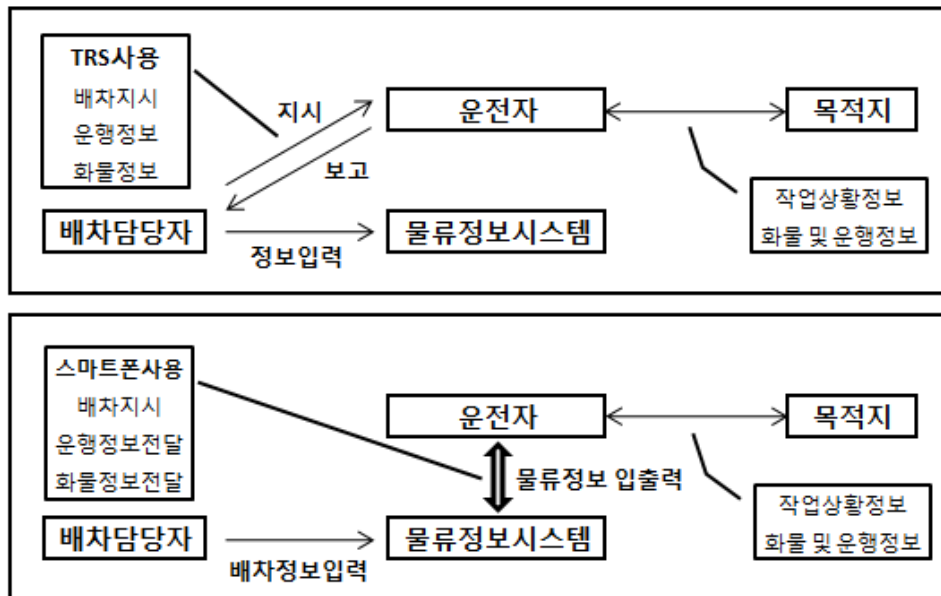 TRS사용
배차지시
운행정보
화물정보
지시
보고
운전자
목적지
작업상황정보
화물 및 운행정보
배차담당자
정보입력
물류정보시스템
스마트폰사용
배차지시
운행정보전달
화물정보전달
운전자
목적지
물류정보 입출력
작업상황정보
화물 및 운행정보
배차담당자
배차정보입력
물류정보시스템